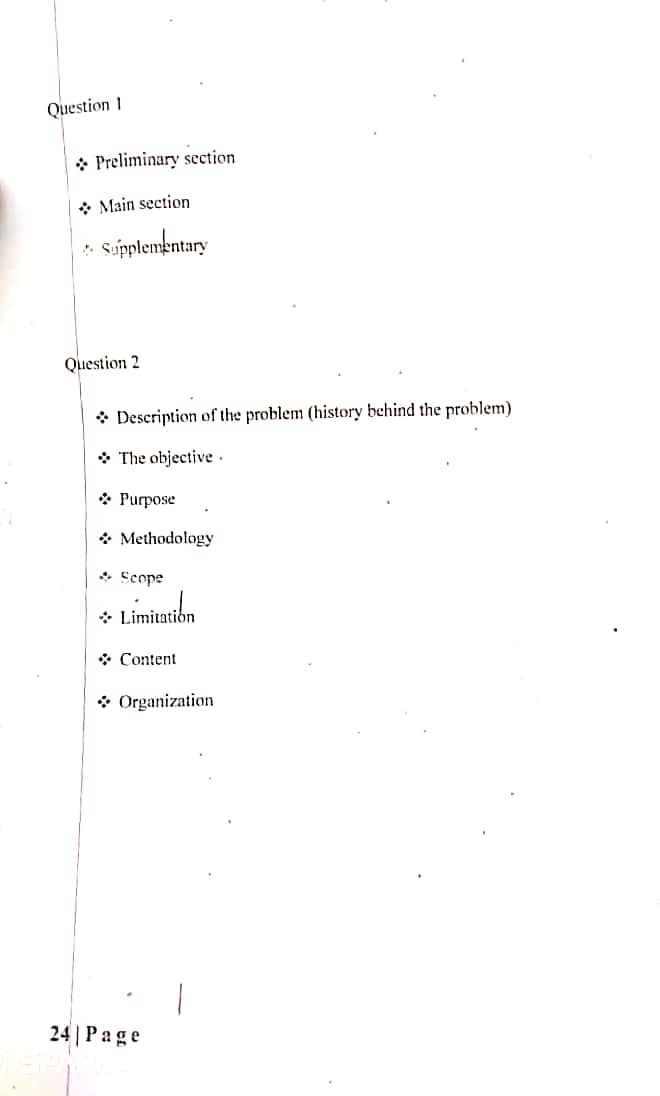 Question 1
❖ Preliminary section
❖ Main section
❖ Supplementary
Question 2
❖ Description of the problem (history behind the problem)
❖ The objective
❖ Purpose
❖ Methodology
❖ Scope
❖ Limitation
❖ Content
❖ Organization
24 | P a g e